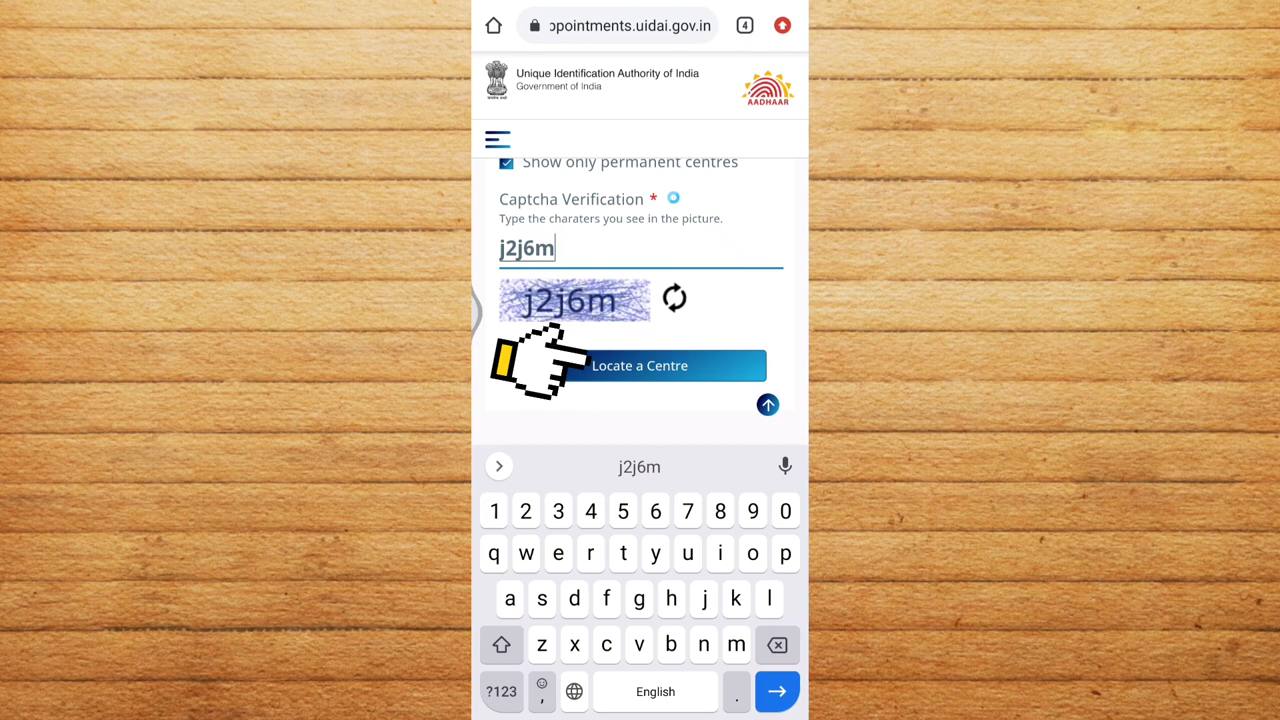 ppointments.uidai.gov.in
4
Unique Identification Authority of India
Government of India
AADHAAR
Show only permanent centres
Captcha Verification *
Type the charaters you see in the picture.
j2j6m
j2j6m
Locate a Centre
j2j6m
1 2 3 4 5 6 7 8 9 0
q w e r t y u i o p
a s d f g h j k l
z x c v b n m
?123 , English .